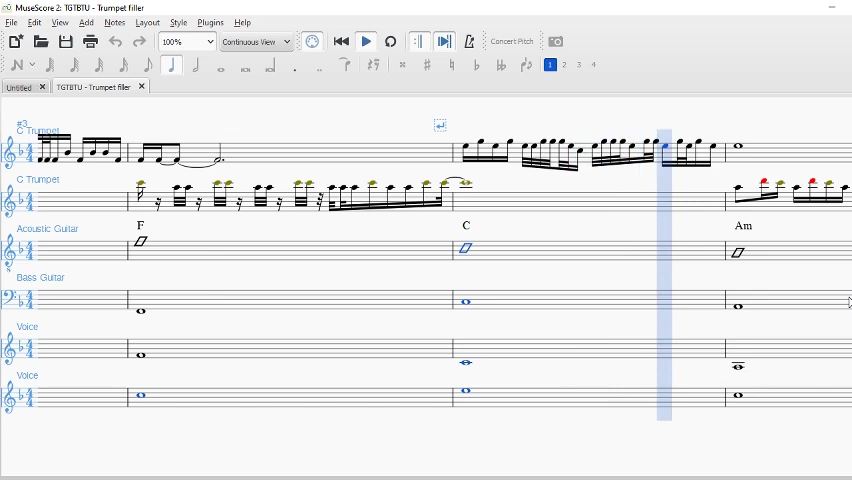 MuseScore 2: TGTBTU - Trumpet filler
File Edit View Add Notes Layout Style Plugins Help
100% Continuous View Concert Pitch
1 2 3 4
Untitled TGTBTU - Trumpet filler
#3
C Trumpet
C Trumpet
F C Am
Acoustic Guitar
Bass Guitar
Voice
Voice